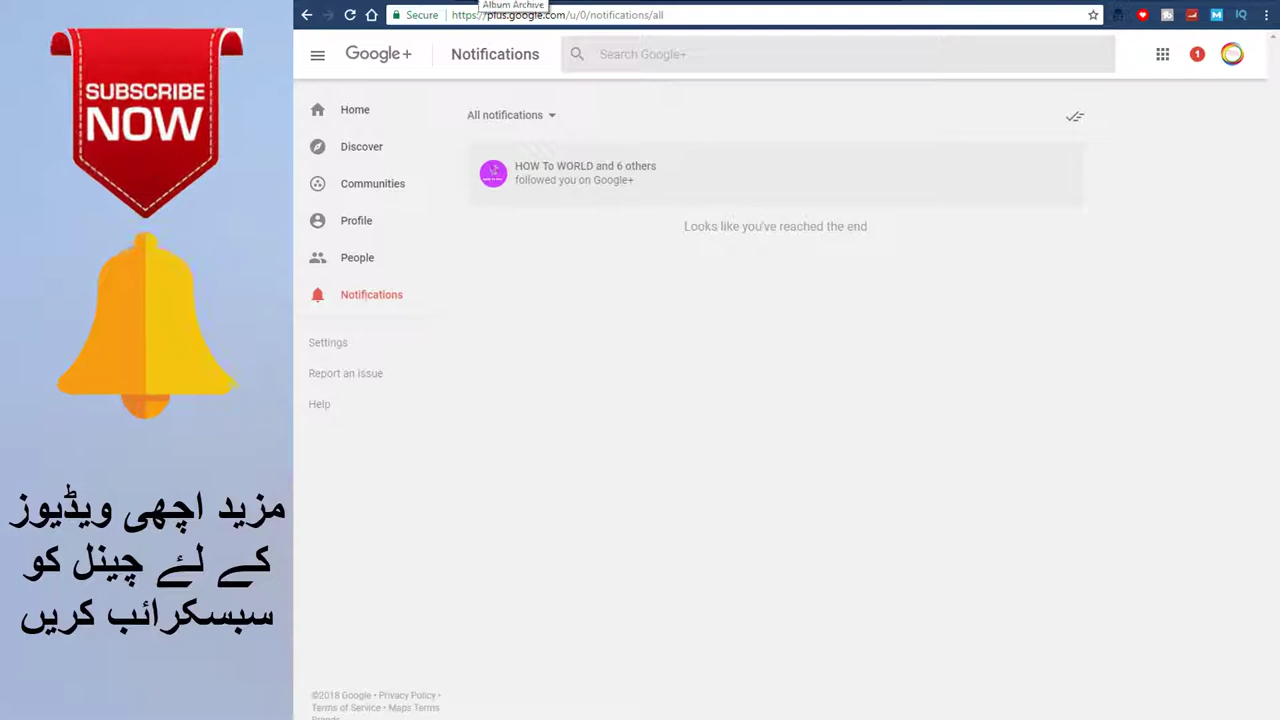 SUBSCRIBE
NOW
مزید اچھی ویڈیوز
کے لئے چینل کو
سبسکرائب کریں
Album Archive
Secure
https://plus.google.com/u/0/notifications/all
Google+
Notifications
Search Google+
1
Home
Discover
Communities
Profile
People
Notifications
Settings
Report an issue
Help
All notifications
HOW To WORLD and 6 others
followed you on Google+
Looks like you've reached the end
©2018 Google • Privacy Policy •
Terms of Service • Maps Terms